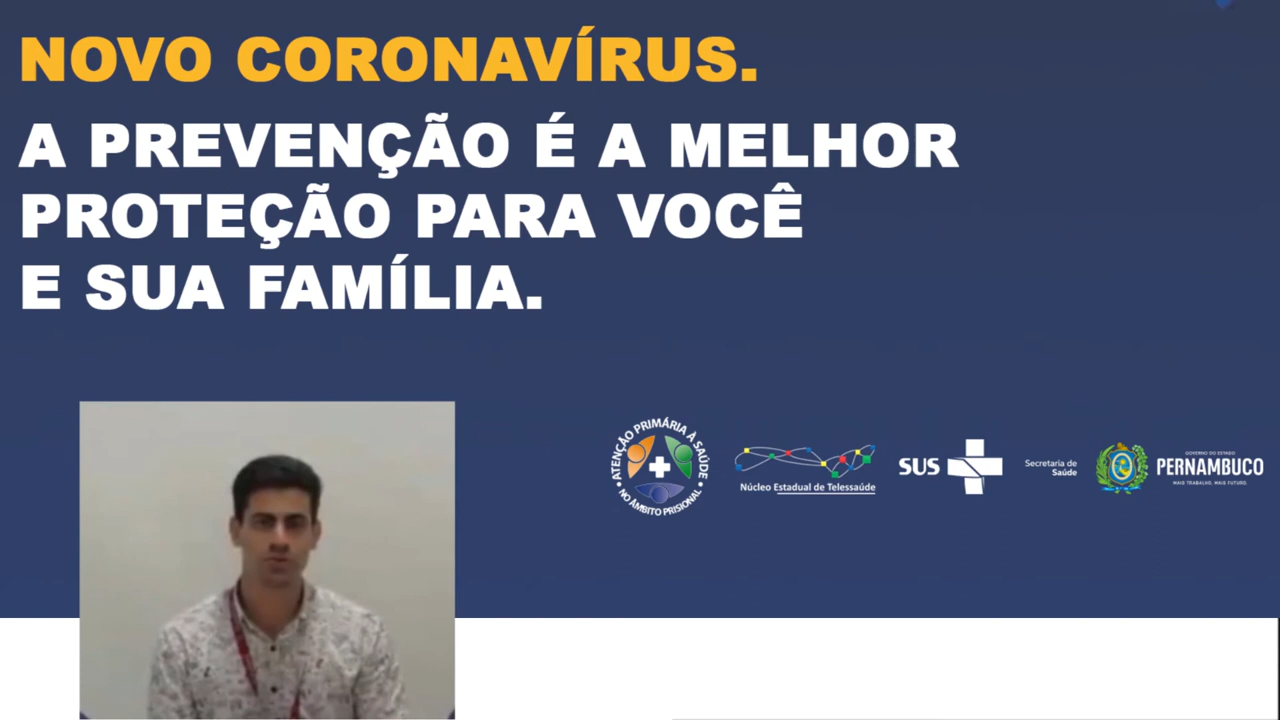 NOVO CORONAVÍRUS.
A PREVENÇÃO É A MELHOR
PROTEÇÃO PARA VOCÊ
E SUA FAMÍLIA.
ATENÇÃO PRIMÁRIA À SAÚDE
NO ÂMBITO PRISIONAL
Núcleo Estadual de Telessaúde
SUS
Secretaria de
Saúde
GOVERNO DO ESTADO
PERNAMBUCO
MAIS TRABALHO, MAIS FUTURO.